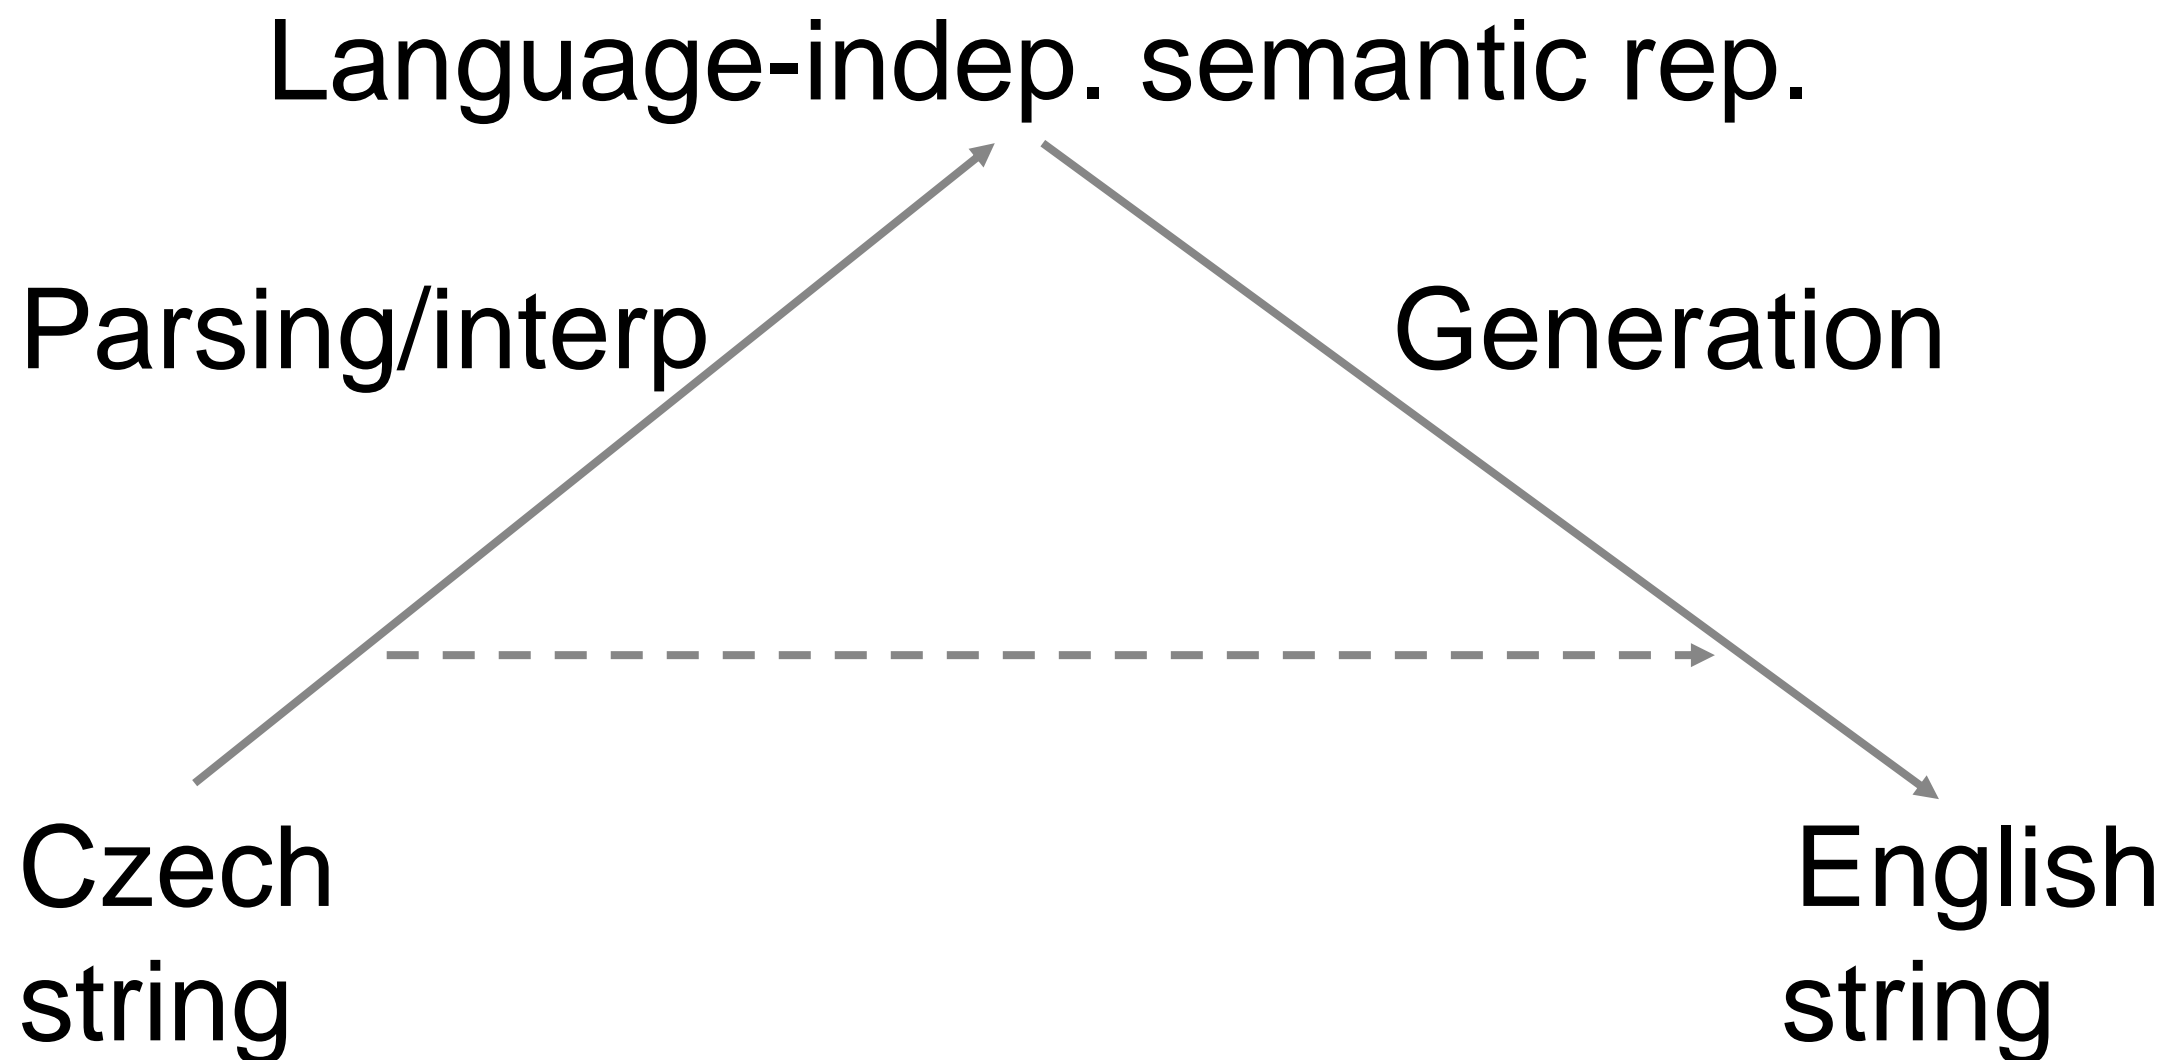 Language-indep. semantic rep.
Parsing/interp
Generation
Czech
string
English
string